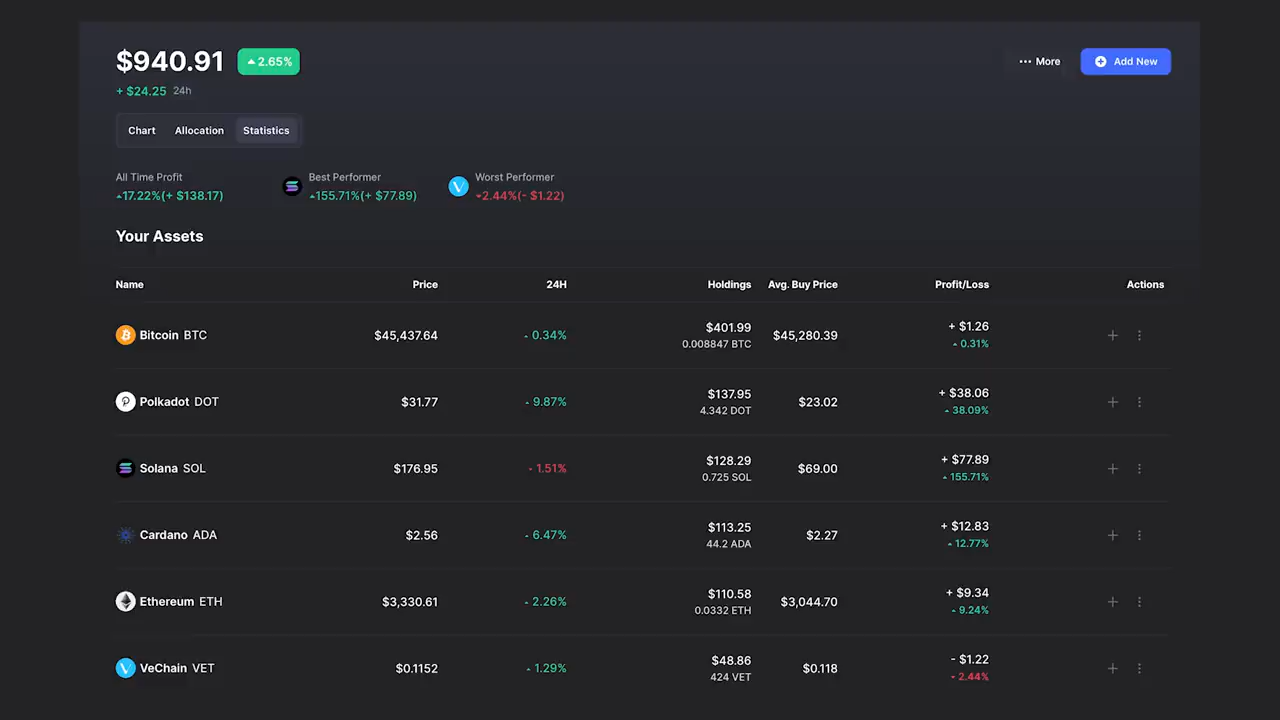 $940.91 2.65%
••• More
Add New
+ $24.25 24h
Chart Allocation Statistics
All Time Profit
17.22%(+ $138.17)
Best Performer
155.71%(+ $77.89)
Worst Performer
2.44%(- $1.22)
Your Assets
Name Price 24H Holdings Avg. Buy Price Profit/Loss Actions
Bitcoin BTC $45,437.64 0.34% $401.99 $45,280.39 + $1.26
0.008847 BTC 0.31%
Polkadot DOT $31.77 9.87% $137.95 $23.02 + $38.06
4.342 DOT 38.09%
Solana SOL $176.95 1.51% $128.29 $69.00 + $77.89
0.725 SOL 155.71%
Cardano ADA $2.56 6.47% $113.25 $2.27 + $12.83
44.2 ADA 12.77%
Ethereum ETH $3,330.61 2.26% $110.58 $3,044.70 + $9.34
0.0332 ETH 9.24%
VeChain VET $0.1152 1.29% $48.86 $0.118 - $1.22
424 VET 2.44%